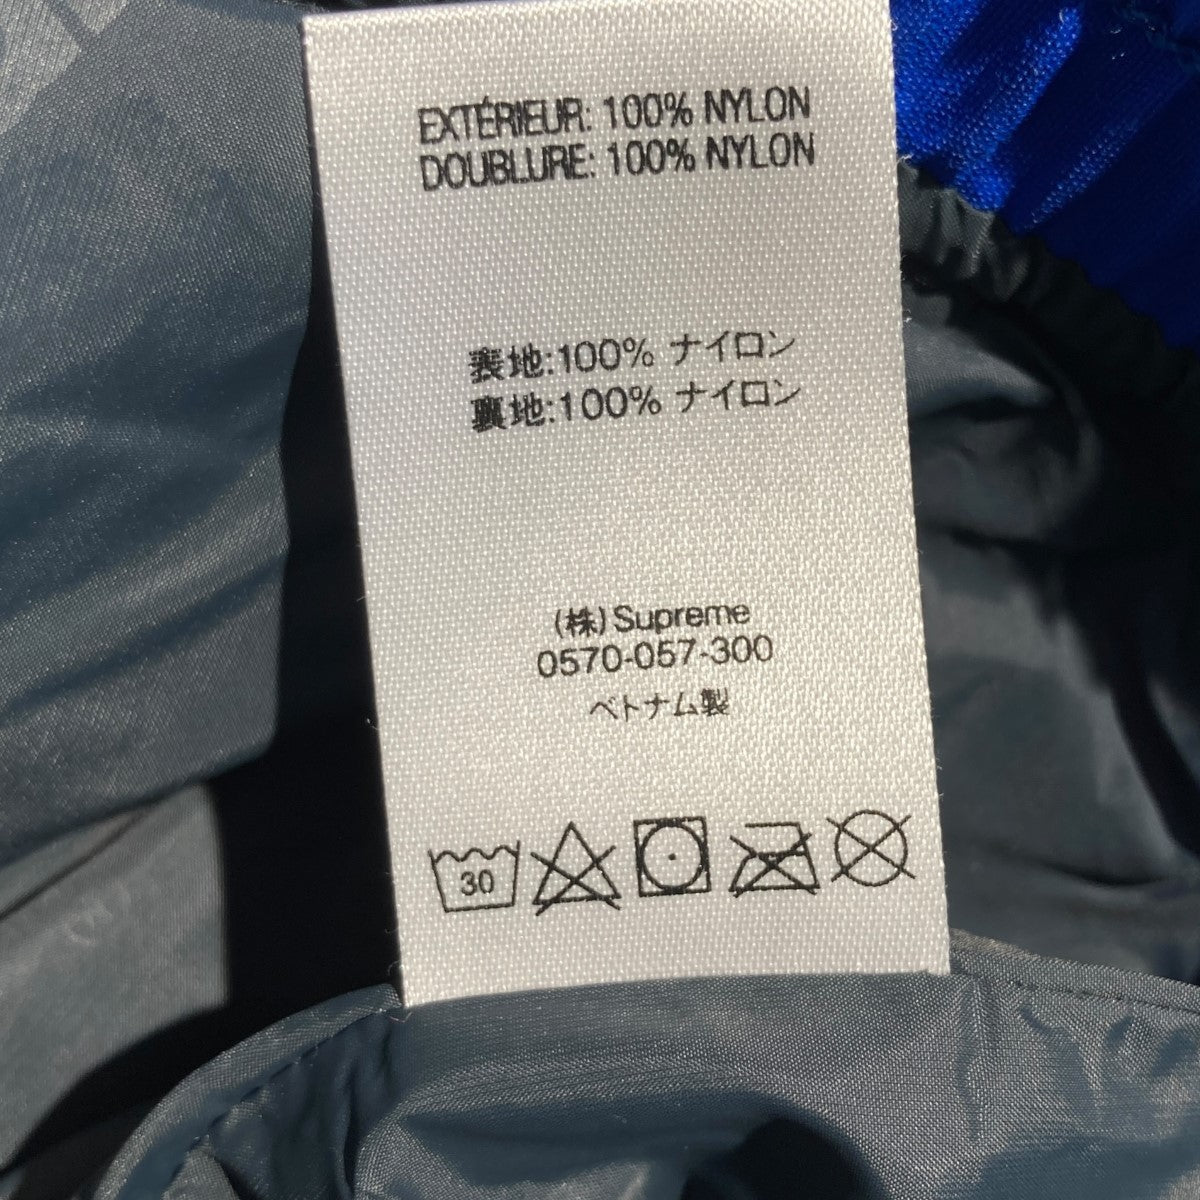 EXTÉRIEUR: 100% NYLON
DOUBLURE: 100% NYLON
表地:100% ナイロン
裏地:100% ナイロン
(株)Supreme
0570-057-300
ベトナム製
30